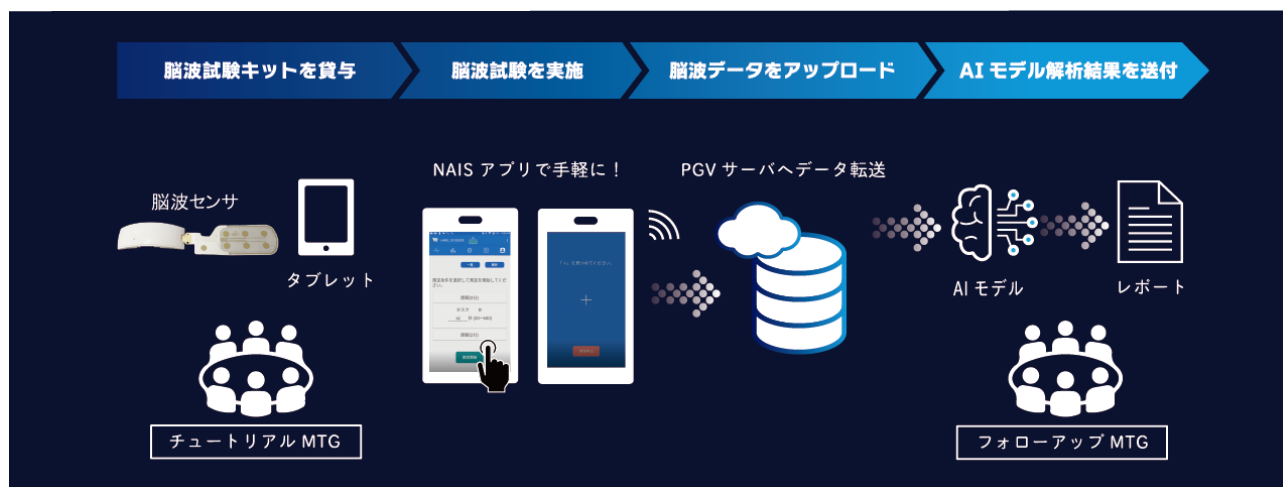 脳波試験キットを貸与
脳波試験を実施
脳波データをアップロード
AI モデル解析結果を送付
NAIS アプリで手軽に！
PGV サーバへデータ転送
脳波センサ
タブレット
AI モデル
レポート
チュートリアル MTG
フォローアップ MTG